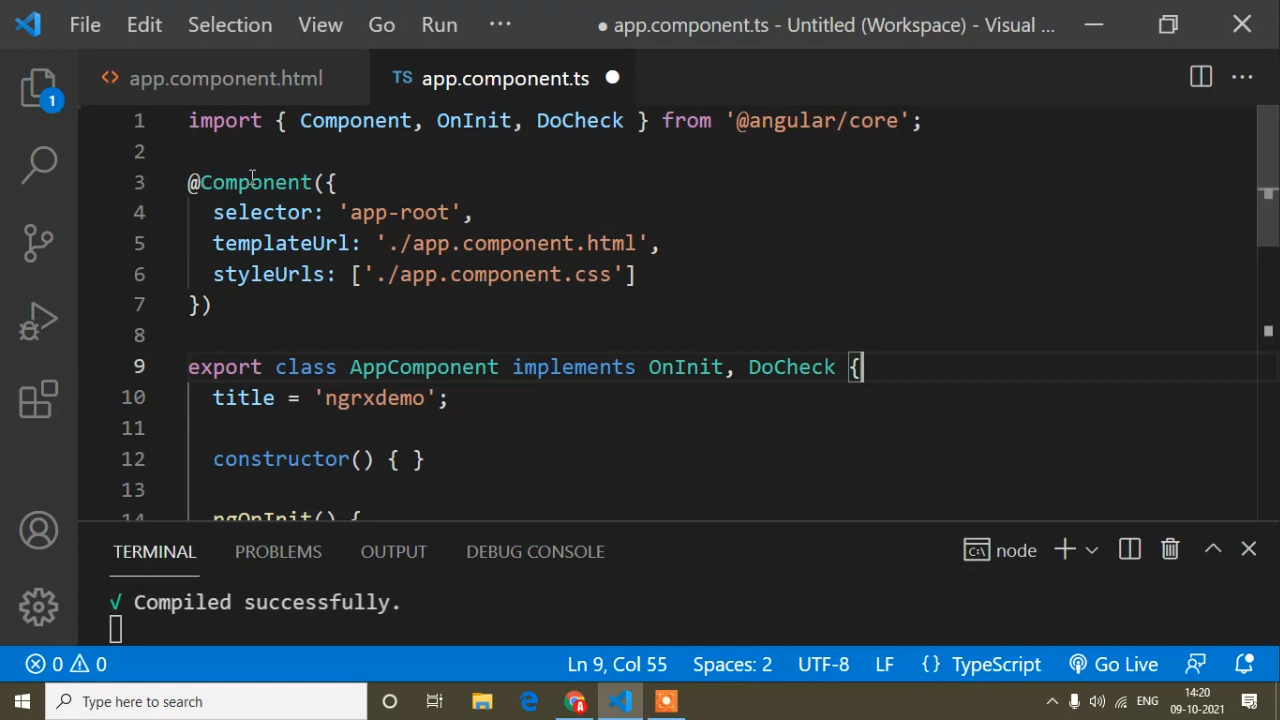 File Edit Selection View Go Run ··· ● app.component.ts - Untitled (Workspace) - Visual ...
<> app.component.html TS app.component.ts ● ···
1 import { Component, OnInit, DoCheck } from '@angular/core';
2
3 @Component({
4 selector: 'app-root',
5 templateUrl: './app.component.html',
6 styleUrls: ['./app.component.css']
7 })
8
9 export class AppComponent implements OnInit, DoCheck {
10 title = 'ngrxdemo';
11
12 constructor() { }
13
14 ngOnInit() {
1
TERMINAL PROBLEMS OUTPUT DEBUG CONSOLE node
√ Compiled successfully.
0 0 Ln 9, Col 55 Spaces: 2 UTF-8 LF {} TypeScript Go Live
Type here to search ENG 14:20
09-10-2021